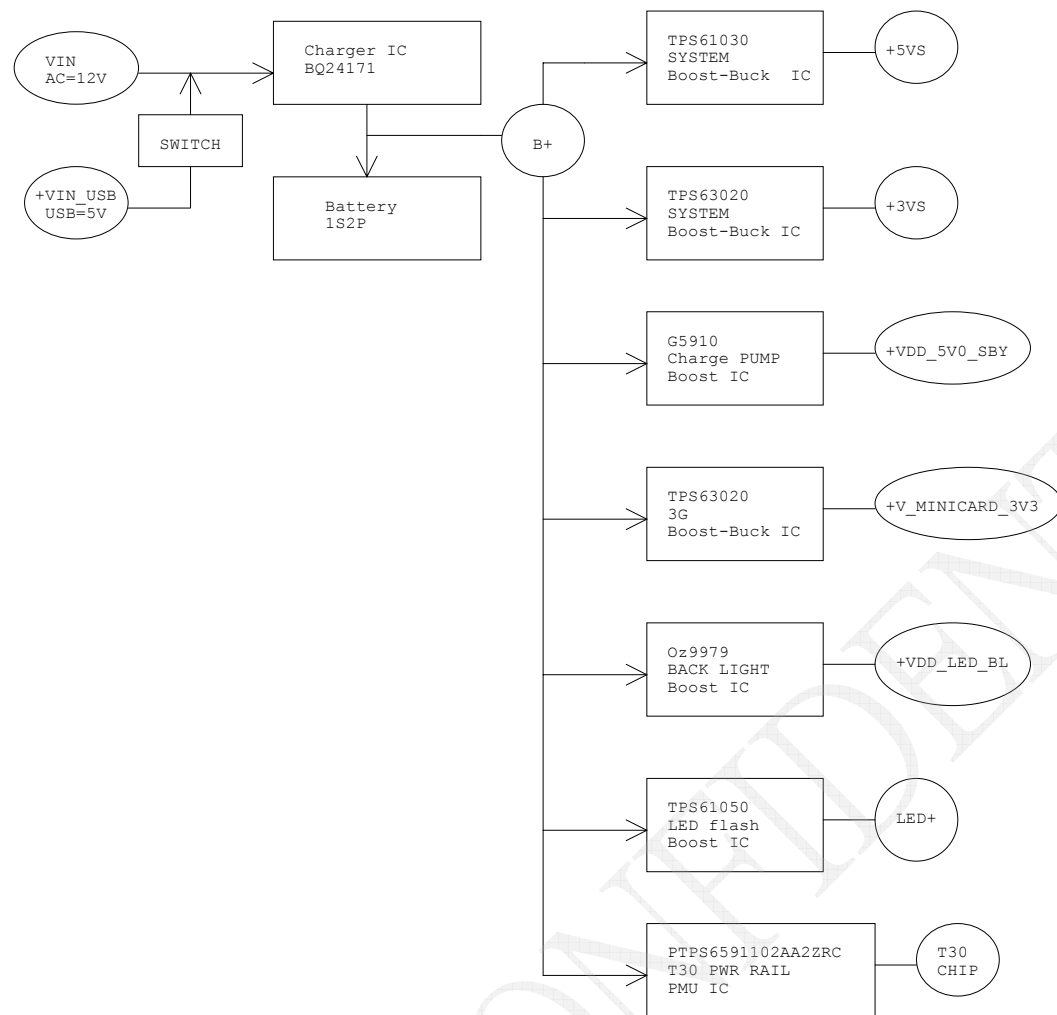 VIN
AC=12V
Charger IC
BQ24171
SWITCH
+VIN_USB
USB=5V
Battery
1S2P
B+
TPS61030
SYSTEM
Boost-Buck  IC
+5VS
TPS63020
SYSTEM
Boost-Buck IC
+3VS
G5910
Charge PUMP
Boost IC
+VDD_5V0_SBY
TPS63020
3G
Boost-Buck IC
+V_MINICARD_3V3
Oz9979
BACK LIGHT
Boost IC
+VDD_LED_BL
TPS61050
LED flash
Boost IC
LED+
PTPS6591102AA2ZRC
T30 PWR RAIL
PMU IC
T30
CHIP
ONFIDEN